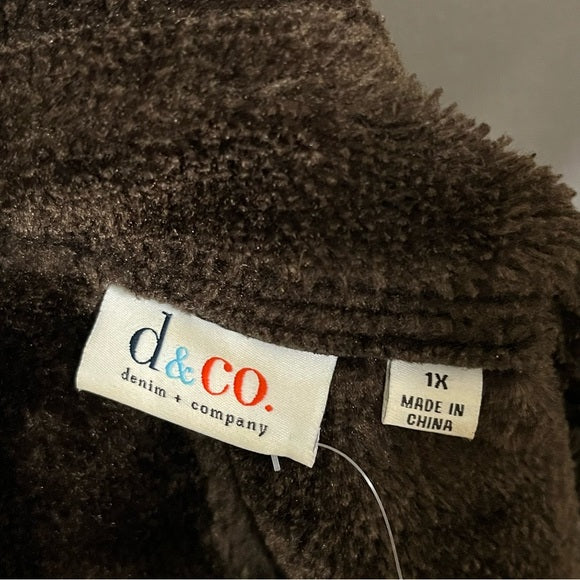 d&co.
denim + company
1X
MADE IN
CHINA